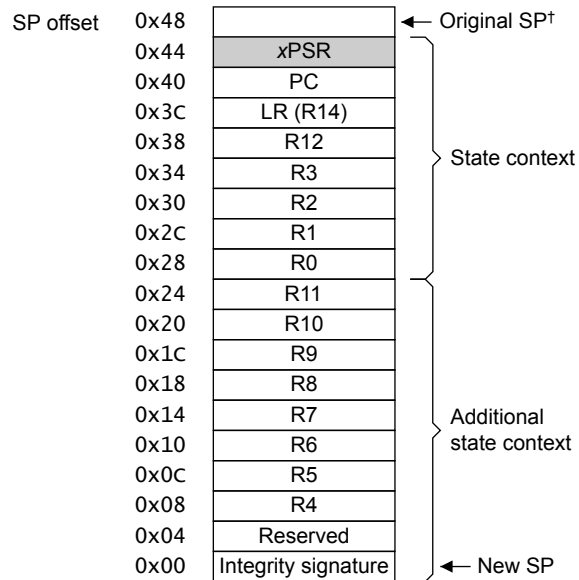 SP offset 0x48 Original SP†
0x44 xPSR
0x40 PC
0x3C LR (R14)
0x38 R12
0x34 R3 State context
0x30 R2
0x2C R1
0x28 R0
0x24 R11
0x20 R10
0x1C R9
0x18 R8
0x14 R7 Additional
0x10 R6 state context
0x0C R5
0x08 R4
0x04 Reserved
0x00 Integrity signature New SP